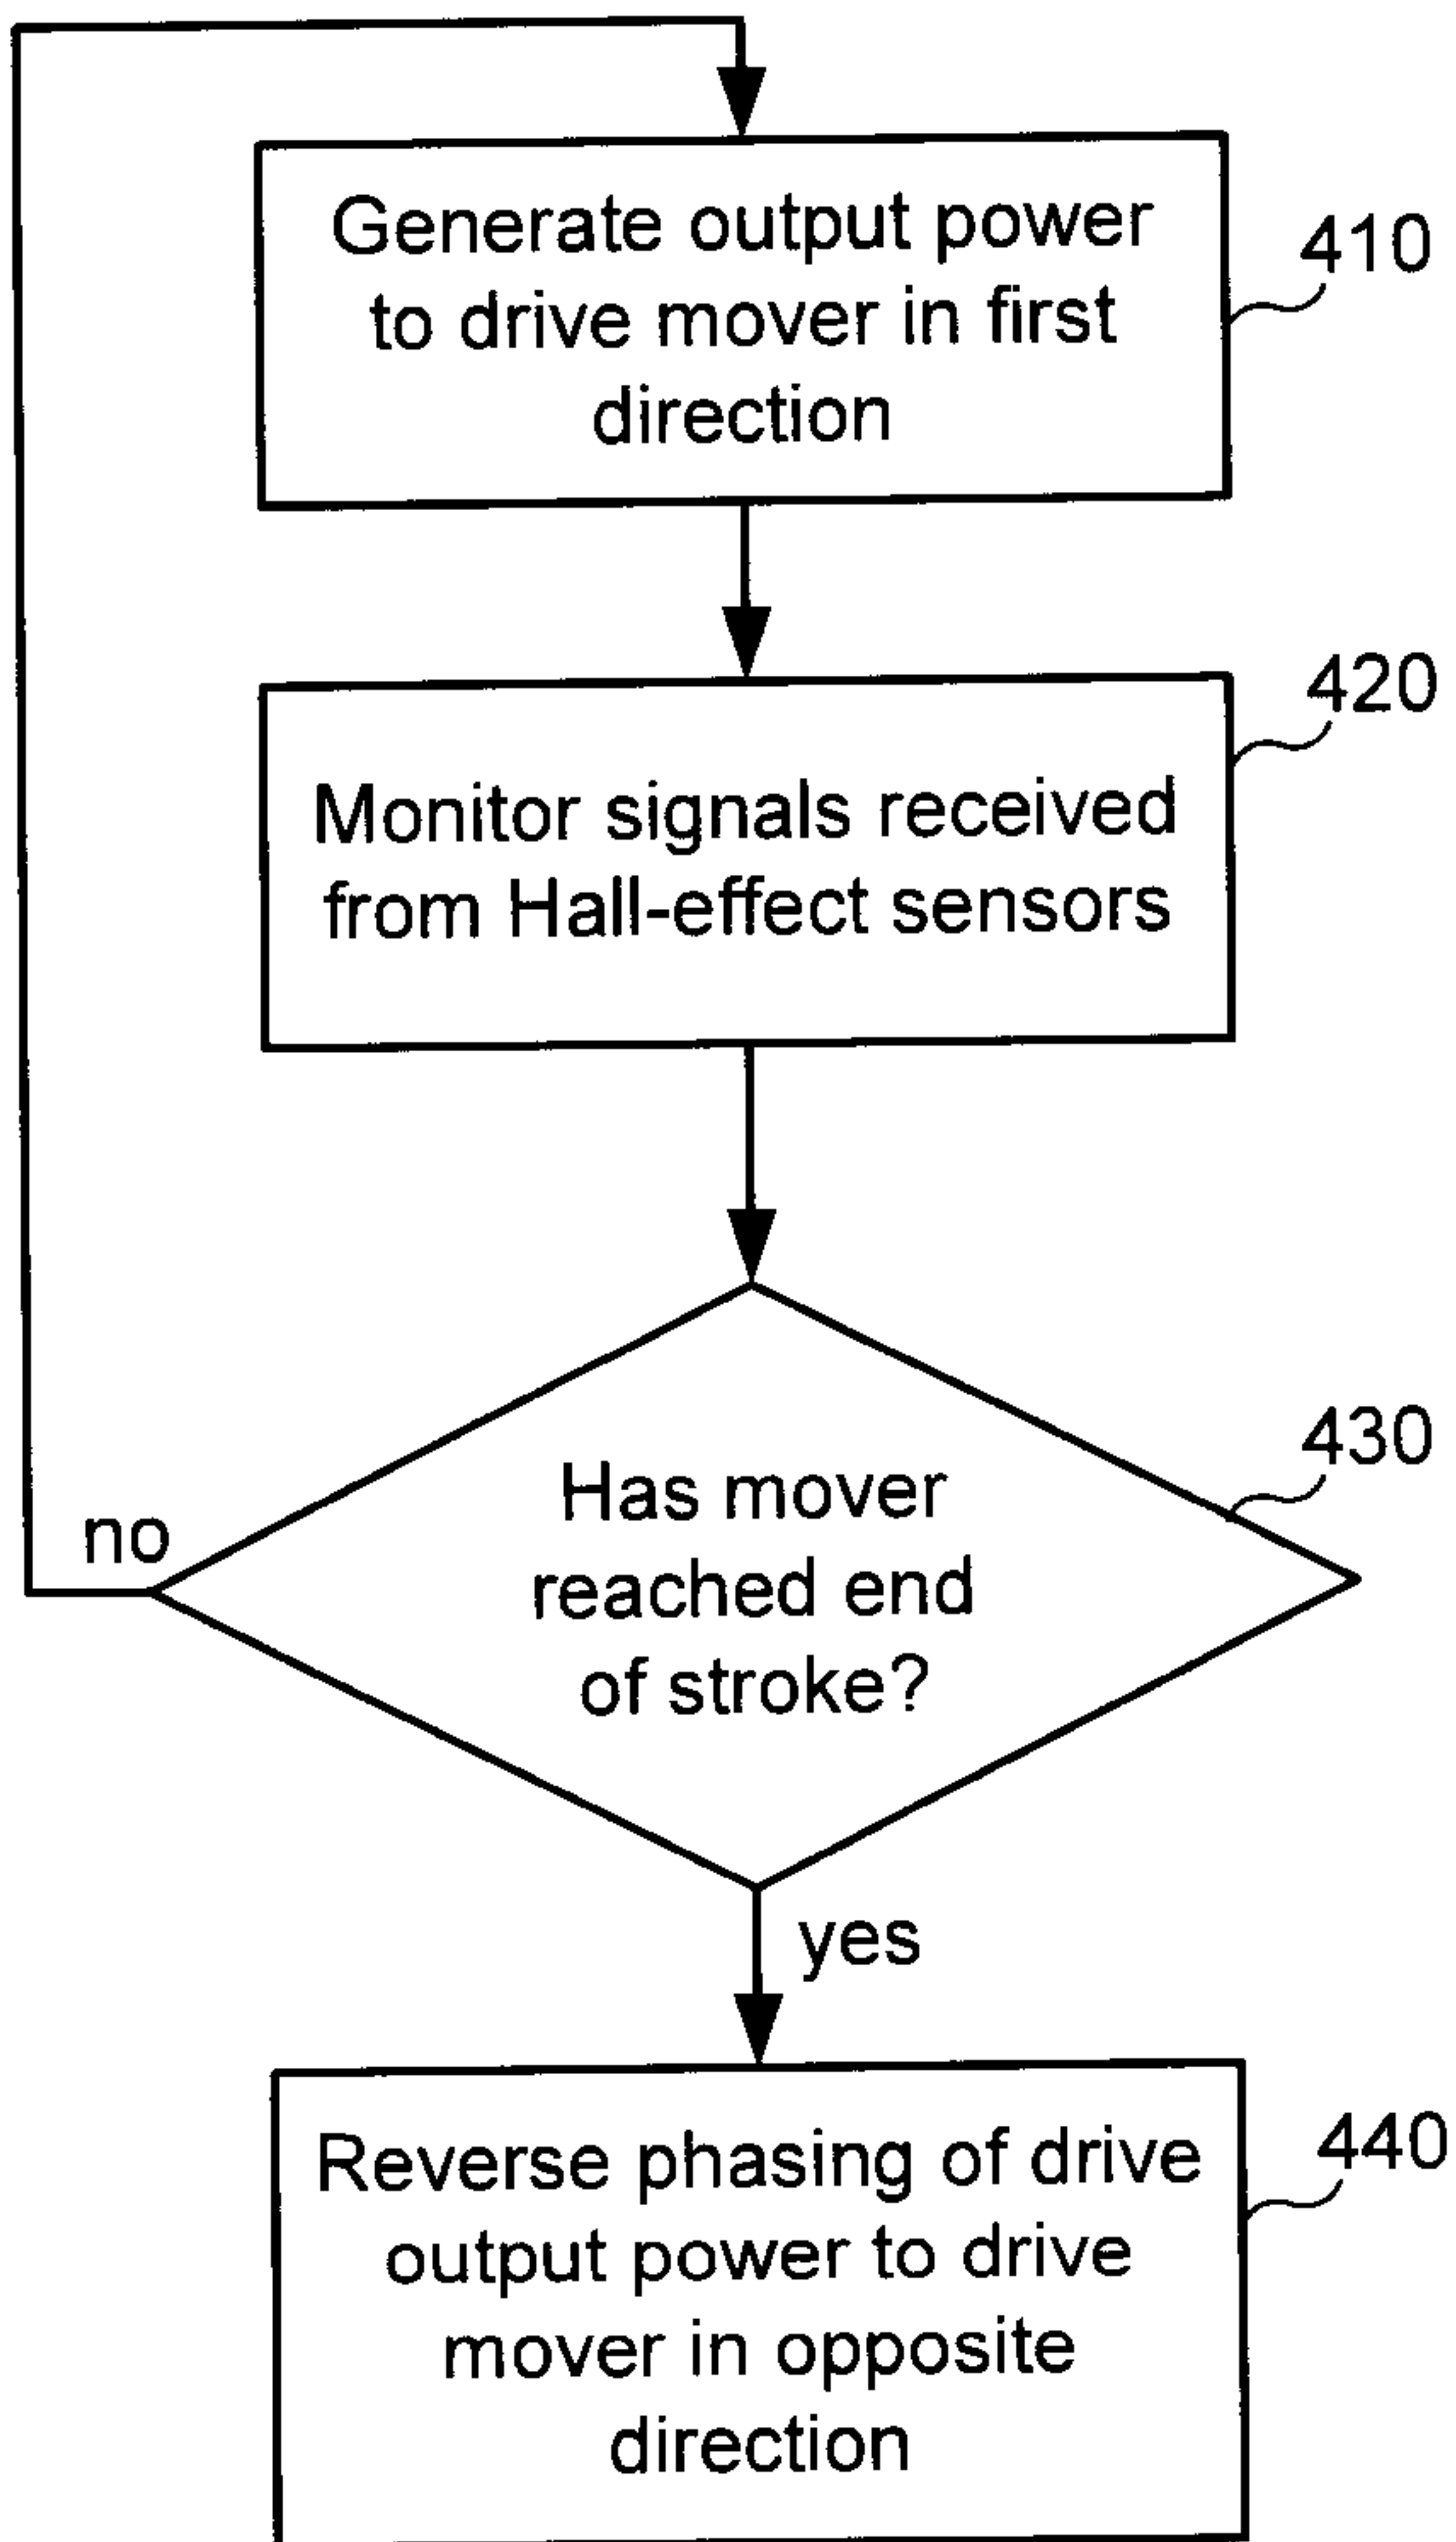 Generate output power
to drive mover in first
direction
410
Monitor signals received
from Hall-effect sensors
420
Has mover
reached end
of stroke?
430
no
yes
Reverse phasing of drive
output power to drive
mover in opposite
direction
440